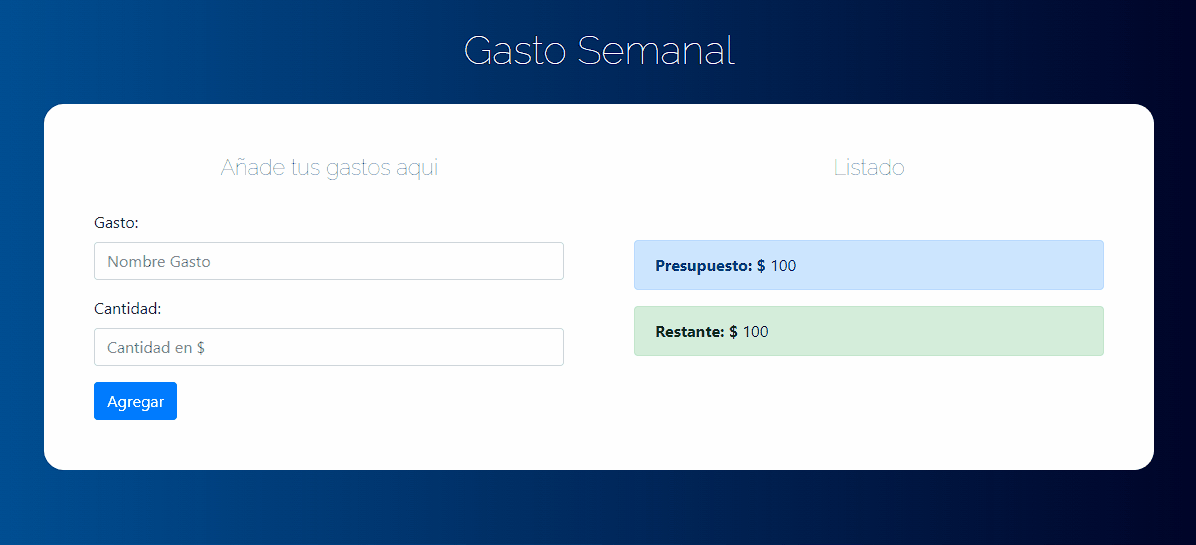 Gasto Semanal
Añade tus gastos aqui
Gasto:
Nombre Gasto
Cantidad:
Cantidad en $
Agregar
Listado
Presupuesto: $ 100
Restante: $ 100